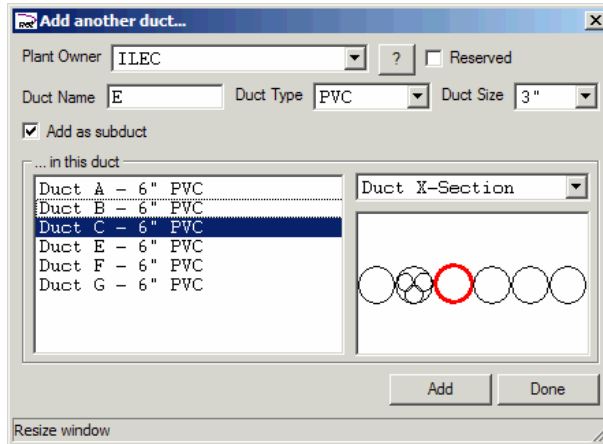 Add another duct...
Plant Owner ILEC ? Reserved
Duct Name E Duct Type PVC Duct Size 3"
Add as subduct
... in this duct
Duct A - 6" PVC
Duct B - 6" PVC
Duct C - 6" PVC
Duct E - 6" PVC
Duct F - 6" PVC
Duct G - 6" PVC
Duct X-Section
Add Done
Resize window